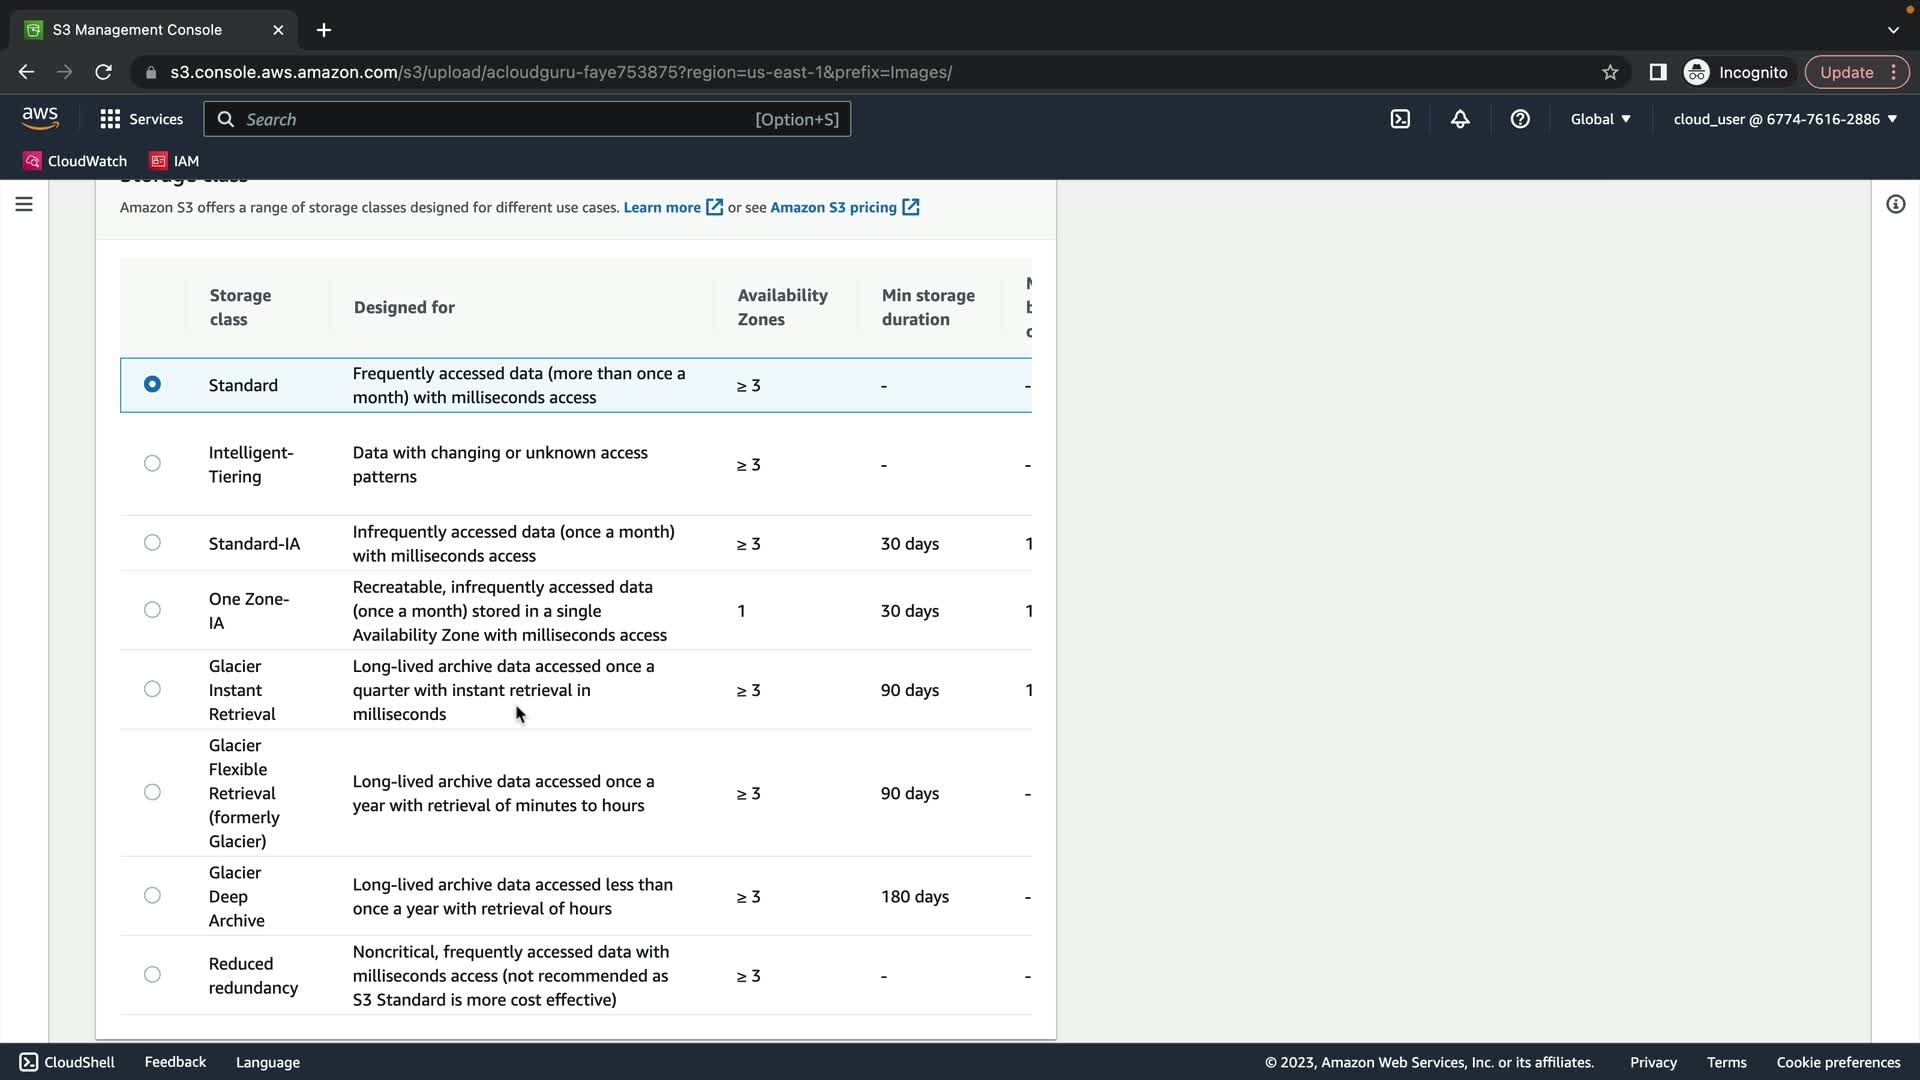 S3 Management Console
s3.console.aws.amazon.com/s3/upload/acloudguru-faye753875?region=us-east-1&prefix=Images/
Incognito
Update
aws
Services
Search
[Option+S]
Global
cloud_user @ 6774-7616-2886
CloudWatch
IAM
Storage class
Amazon S3 offers a range of storage classes designed for different use cases. Learn more or see Amazon S3 pricing
Storage
class
Designed for
Availability
Zones
Min storage
duration
Standard
Frequently accessed data (more than once a
month) with milliseconds access
≥ 3
-
-
Intelligent-
Tiering
Data with changing or unknown access
patterns
≥ 3
-
-
Standard-IA
Infrequently accessed data (once a month)
with milliseconds access
≥ 3
30 days
1
One Zone-
IA
Recreatable, infrequently accessed data
(once a month) stored in a single
Availability Zone with milliseconds access
1
30 days
1
Glacier
Instant
Retrieval
Long-lived archive data accessed once a
quarter with instant retrieval in
milliseconds
≥ 3
90 days
1
Glacier
Flexible
Retrieval
(formerly
Glacier)
Long-lived archive data accessed once a
year with retrieval of minutes to hours
≥ 3
90 days
-
Glacier
Deep
Archive
Long-lived archive data accessed less than
once a year with retrieval of hours
≥ 3
180 days
-
Reduced
redundancy
Noncritical, frequently accessed data with
milliseconds access (not recommended as
S3 Standard is more cost effective)
≥ 3
-
-
CloudShell
Feedback
Language
© 2023, Amazon Web Services, Inc. or its affiliates.
Privacy
Terms
Cookie preferences